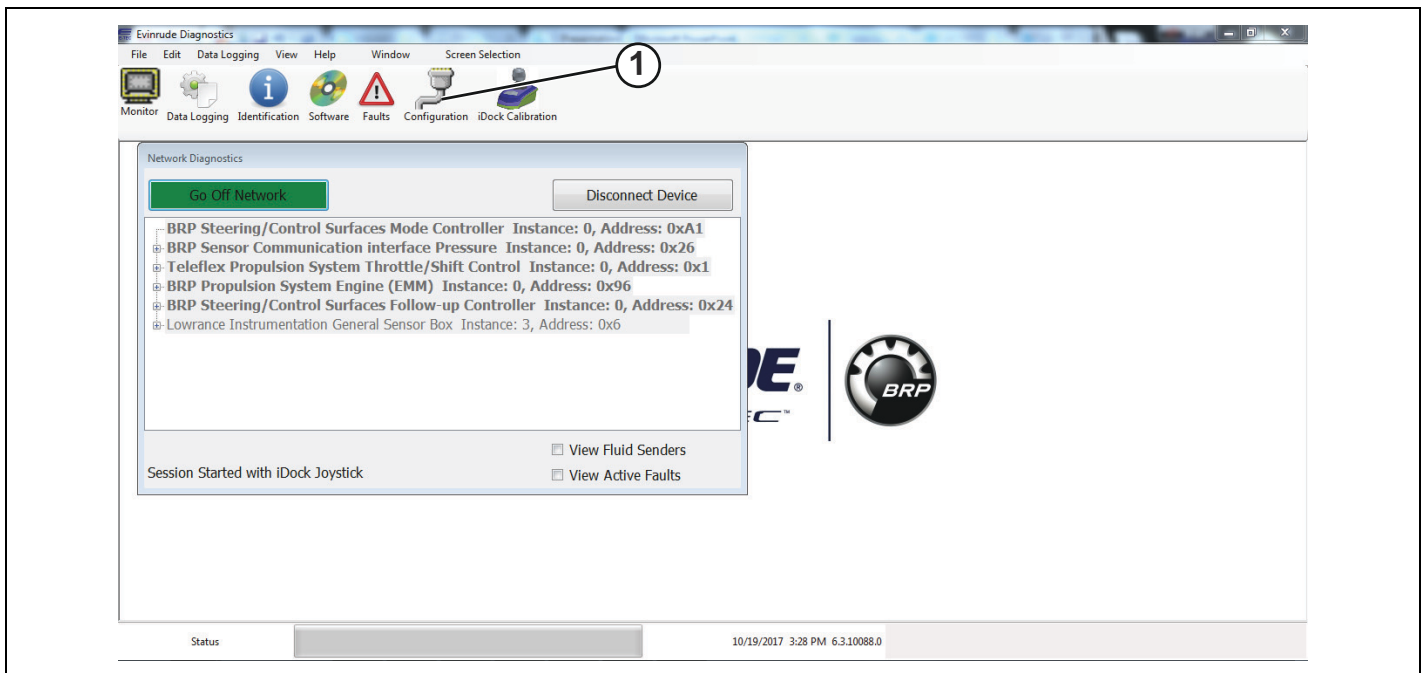 Evinrude Diagnostics
File Edit Data Logging View Help Window Screen Selection
1
Monitor Data Logging Identification Software Faults Configuration iDock Calibration
Network Diagnostics
Go Off Network Disconnect Device
BRP Steering/Control Surfaces Mode Controller Instance: 0, Address: 0xA1
BRP Sensor Communication interface Pressure Instance: 0, Address: 0x26
Teleflex Propulsion System Throttle/Shift Control Instance: 0, Address: 0x1
BRP Propulsion System Engine (EMM) Instance: 0, Address: 0x96
BRP Steering/Control Surfaces Follow-up Controller Instance: 0, Address: 0x24
Lowrance Instrumentation General Sensor Box Instance: 3, Address: 0x6
DE®
BRP
EC™
View Fluid Senders
Session Started with iDock Joystick
View Active Faults
Status 10/19/2017 3:28 PM 6.3.10088.0